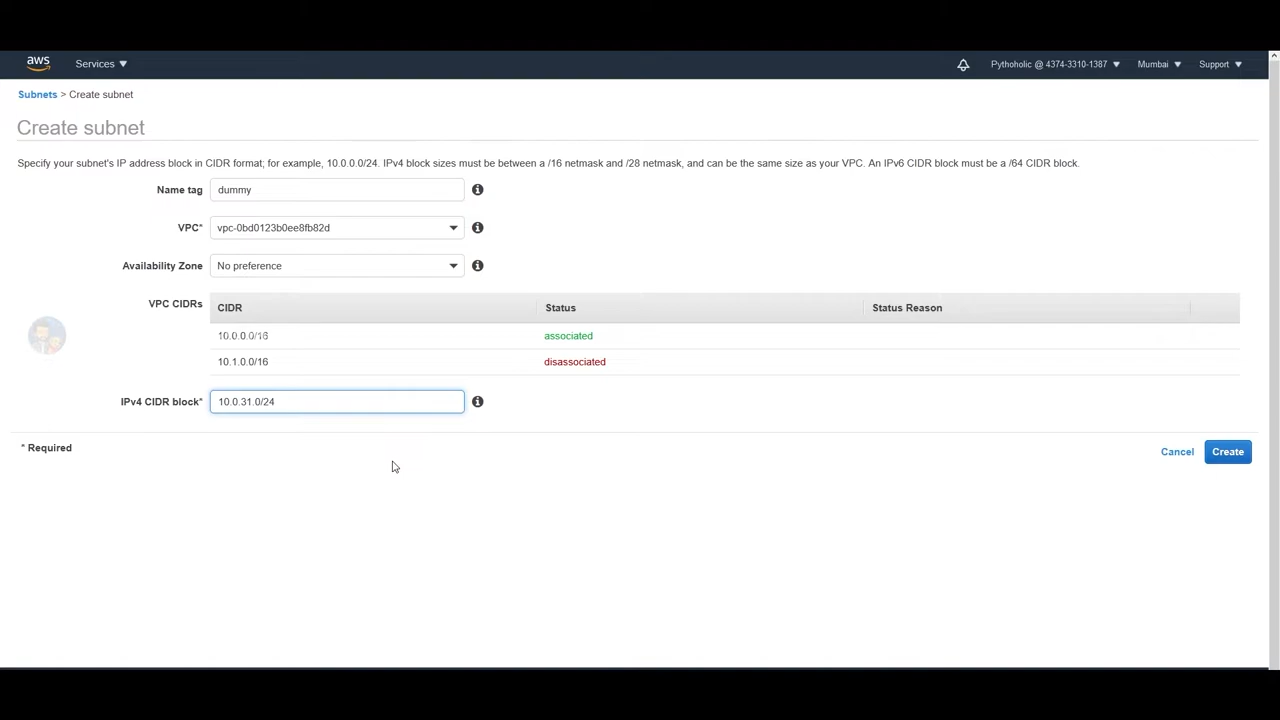 aws Services Pythoholic @ 4374-3310-1387 Mumbai Support
Subnets > Create subnet
Create subnet
Specify your subnet's IP address block in CIDR format; for example, 10.0.0.0/24. IPv4 block sizes must be between a /16 netmask and /28 netmask, and can be the same size as your VPC. An IPv6 CIDR block must be a /64 CIDR block.
Name tag dummy
VPC* vpc-0bd0123b0ee8fb82d
Availability Zone No preference
VPC CIDRs CIDR Status Status Reason
10.0.0.0/16 associated
10.1.0.0/16 disassociated
IPv4 CIDR block* 10.0.31.0/24
* Required Cancel Create